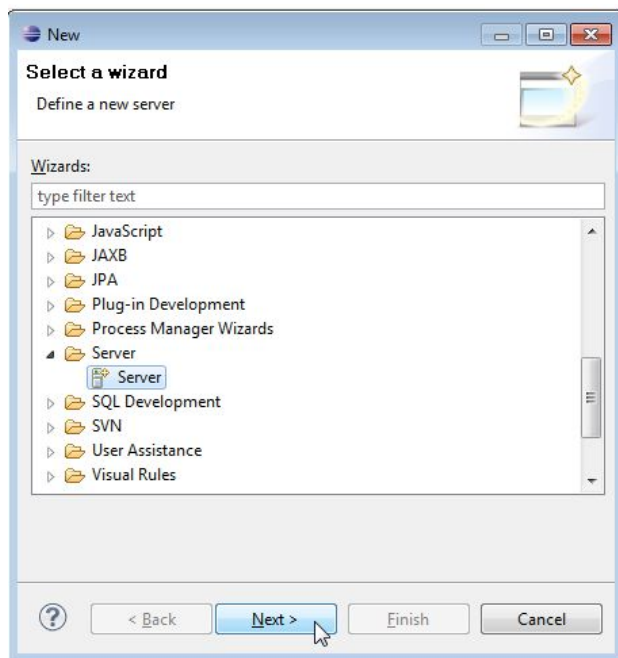 New
Select a wizard
Define a new server
Wizards:
type filter text
JavaScript
JAXB
JPA
Plug-in Development
Process Manager Wizards
Server
Server
SQL Development
SVN
User Assistance
Visual Rules
? < Back Next > Finish Cancel